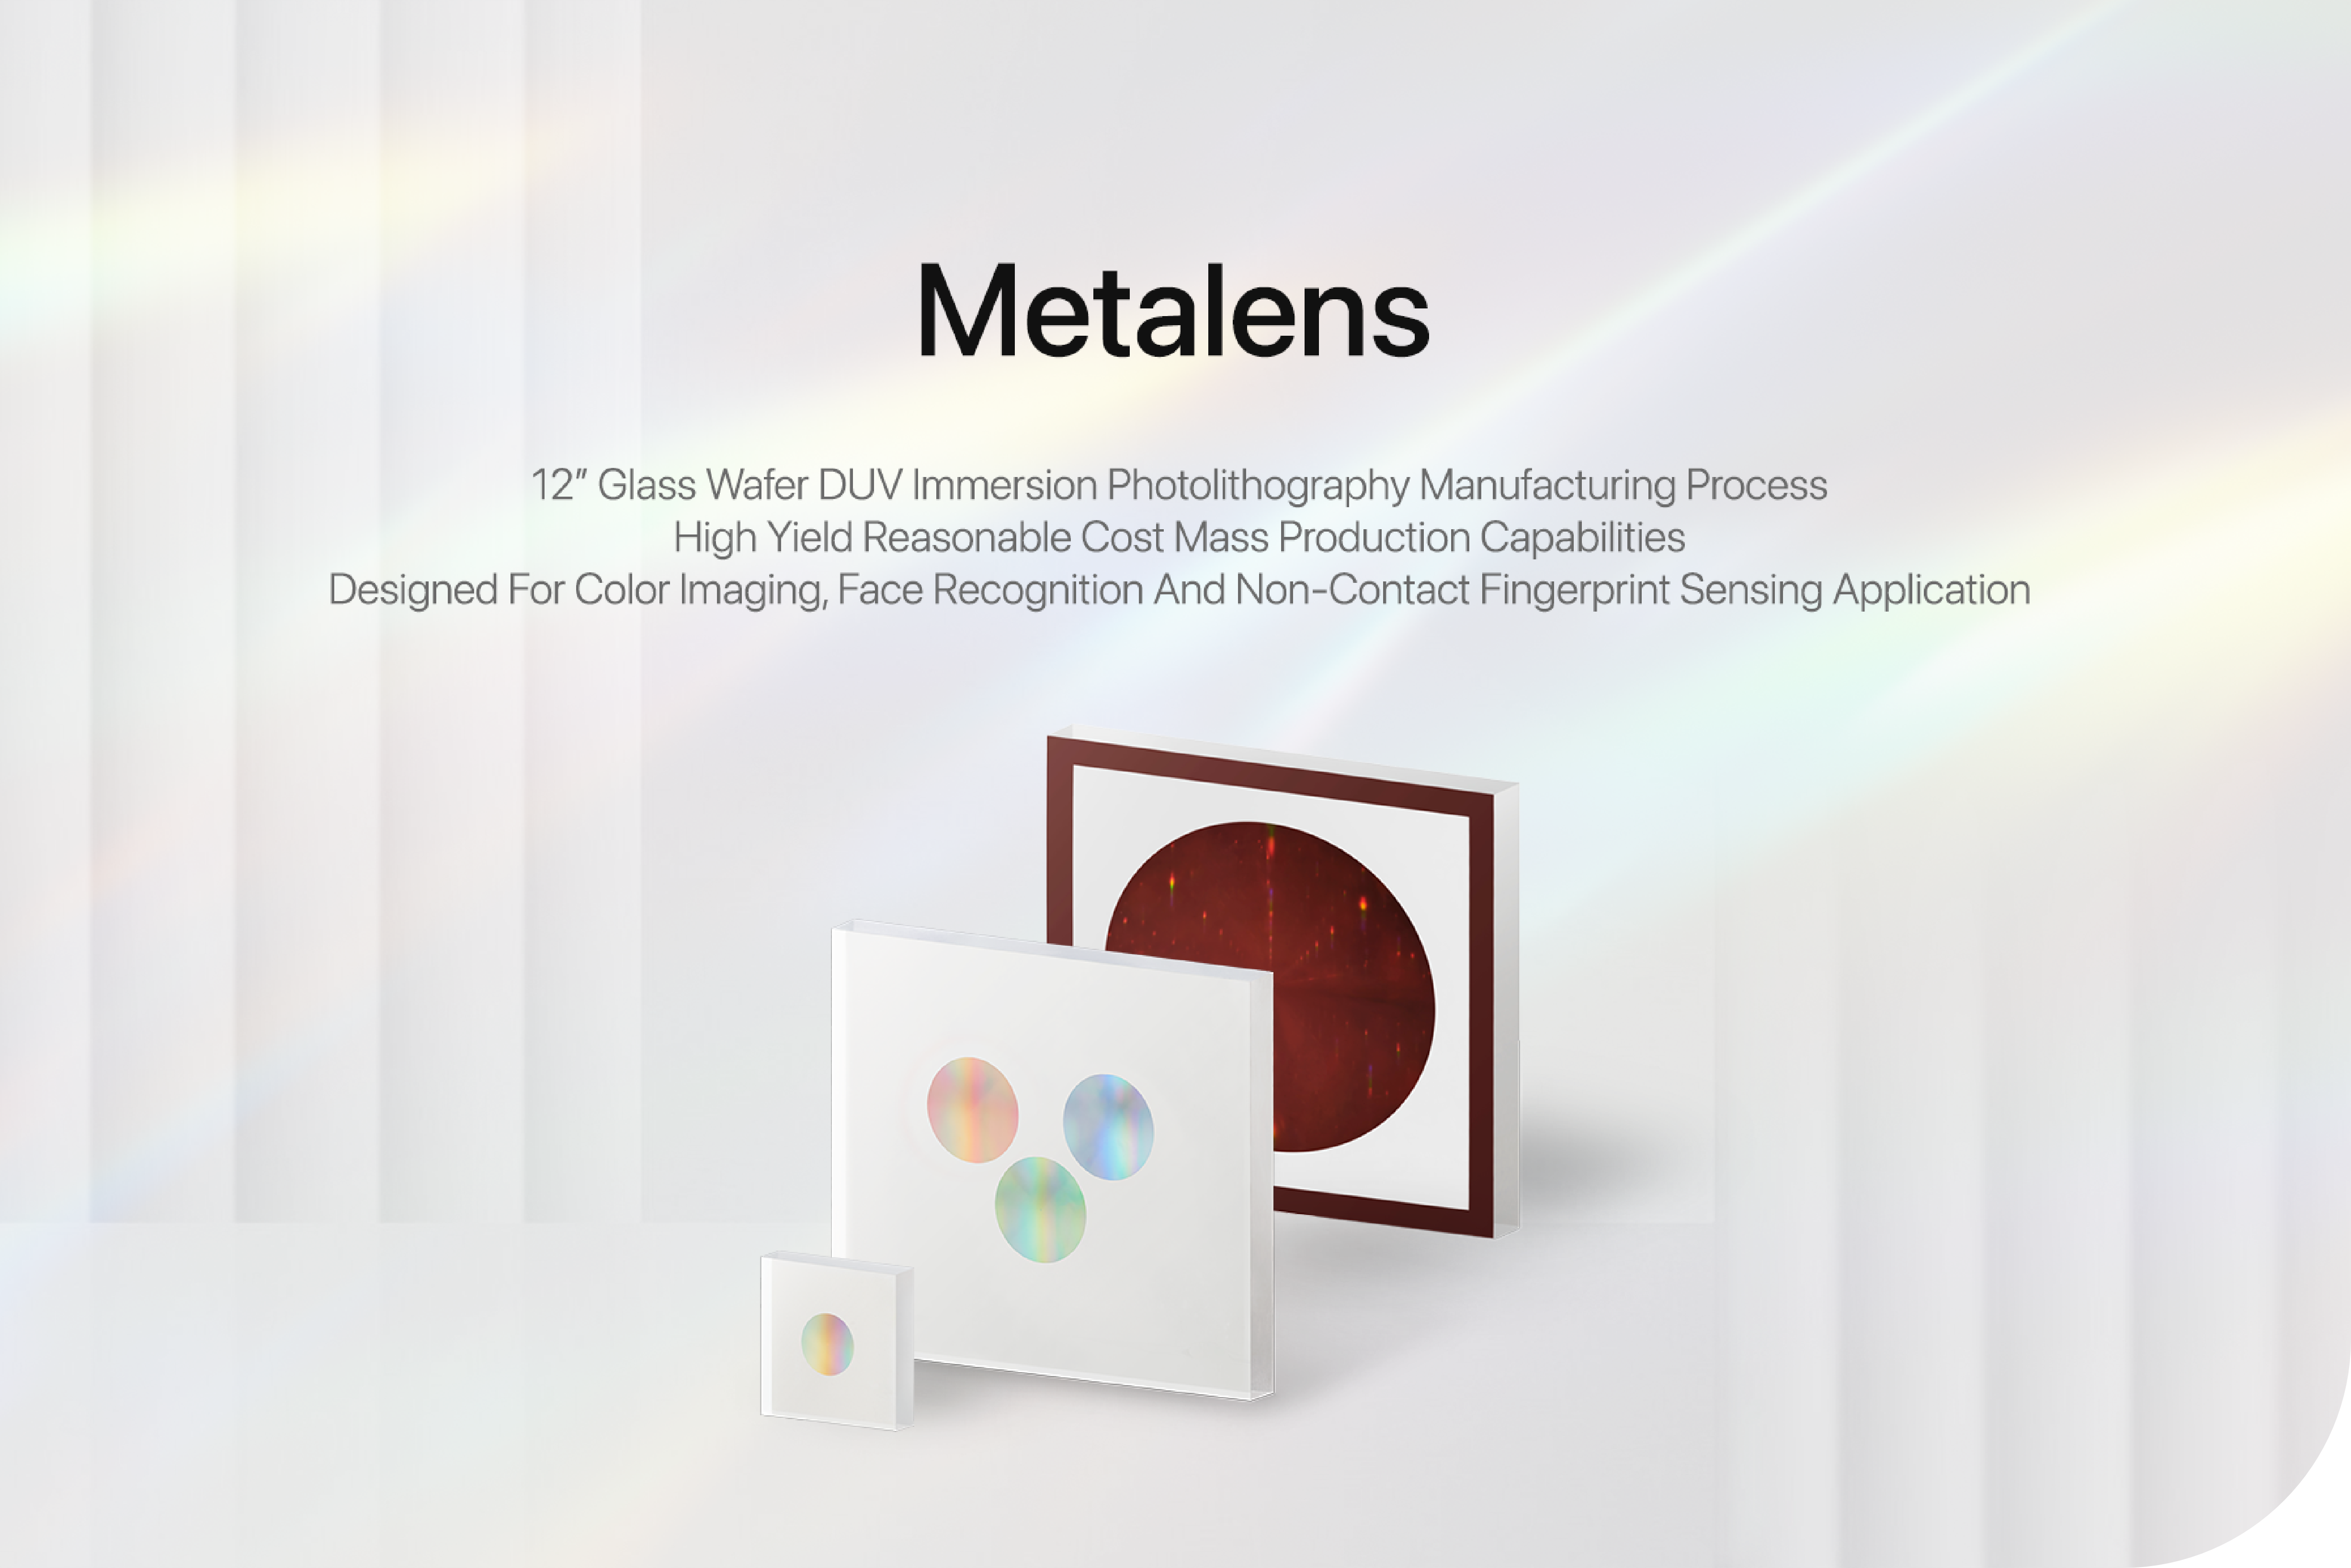 Metalens
12″ Glass Wafer DUV Immersion Photolithography Manufacturing Process
High Yield Reasonable Cost Mass Production Capabilities
Designed For Color Imaging, Face Recognition And Non-Contact Fingerprint Sensing Application